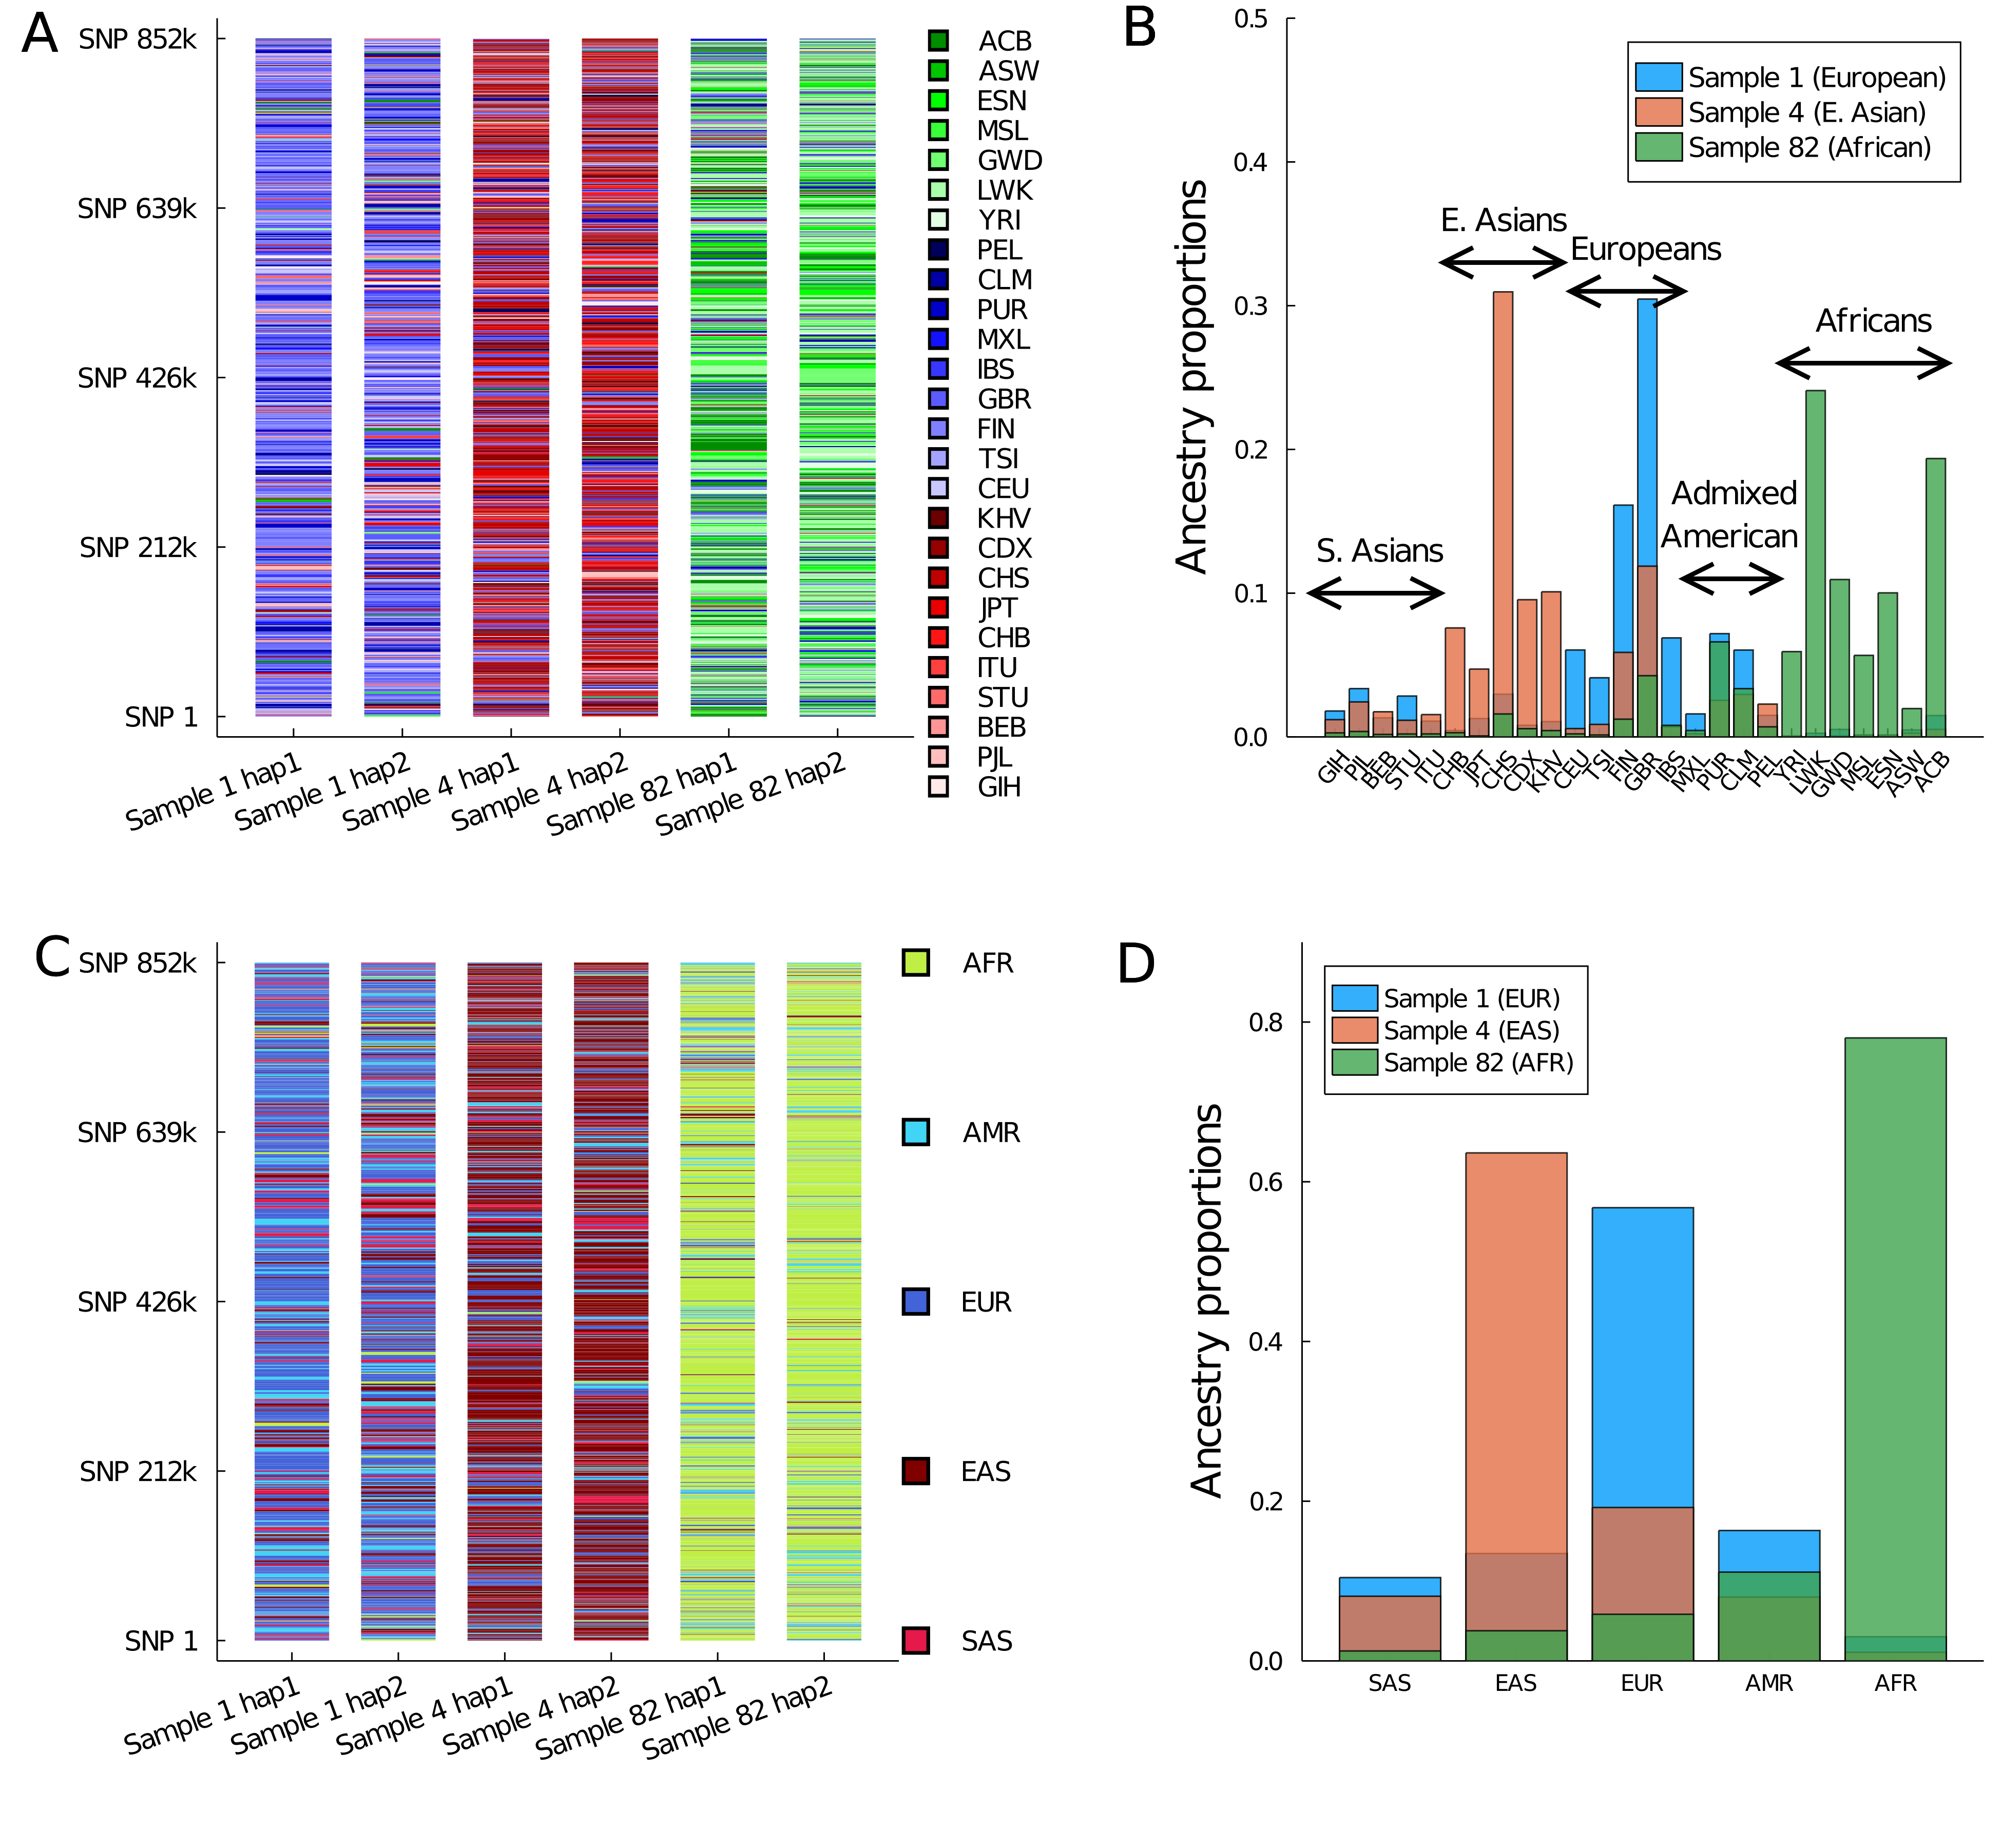 A
SNP 852k
SNP 639k
SNP 426k
SNP 212k
SNP 1
Sample 1 hap1
Sample 1 hap2
Sample 4 hap1
Sample 4 hap2
Sample 82 hap1
Sample 82 hap2
ACB
ASW
ESN
MSL
GWD
LWK
YRI
PEL
CLM
PUR
MXL
IBS
GBR
FIN
TSI
CEU
KHV
CDX
CHS
JPT
CHB
ITU
STU
BEB
PJL
GIH
B
Ancestry proportions
0.5
0.4
0.3
0.2
0.1
0.0
Sample 1 (European)
Sample 4 (E. Asian)
Sample 82 (African)
E. Asians
Europeans
Africans
Admixed
American
S. Asians
GIH
PJL
BEB
STU
ITU
CHB
JPT
CHS
CDX
KHV
CEU
TSI
FIN
GBR
IBS
MXL
PUR
CLM
PEL
YRI
LWK
GWD
MSL
ESN
ASW
ACB
C
SNP 852k
SNP 639k
SNP 426k
SNP 212k
SNP 1
Sample 1 hap1
Sample 1 hap2
Sample 4 hap1
Sample 4 hap2
Sample 82 hap1
Sample 82 hap2
AFR
AMR
EUR
EAS
SAS
D
Ancestry proportions
0.8
0.6
0.4
0.2
0.0
Sample 1 (EUR)
Sample 4 (EAS)
Sample 82 (AFR)
SAS
EAS
EUR
AMR
AFR